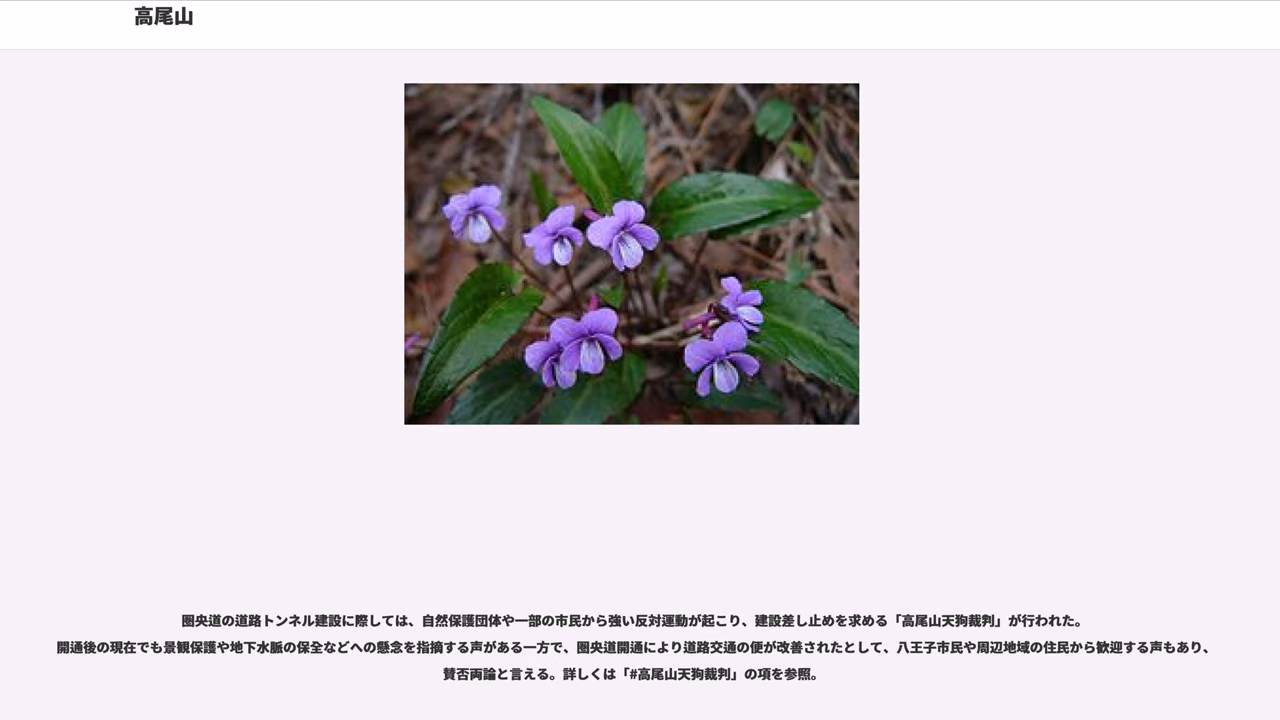 高尾山
圏央道の道路トンネル建設に際しては、自然保護団体や一部の市民から強い反対運動が起こり、建設差し止めを求める「高尾山天狗裁判」が行われた。
開通後の現在でも景観保護や地下水脈の保全などへの懸念を指摘する声がある一方で、圏央道開通により道路交通の便が改善されたとして、八王子市民や周辺地域の住民から歓迎する声もあり、
賛否両論と言える。詳しくは「#高尾山天狗裁判」の項を参照。